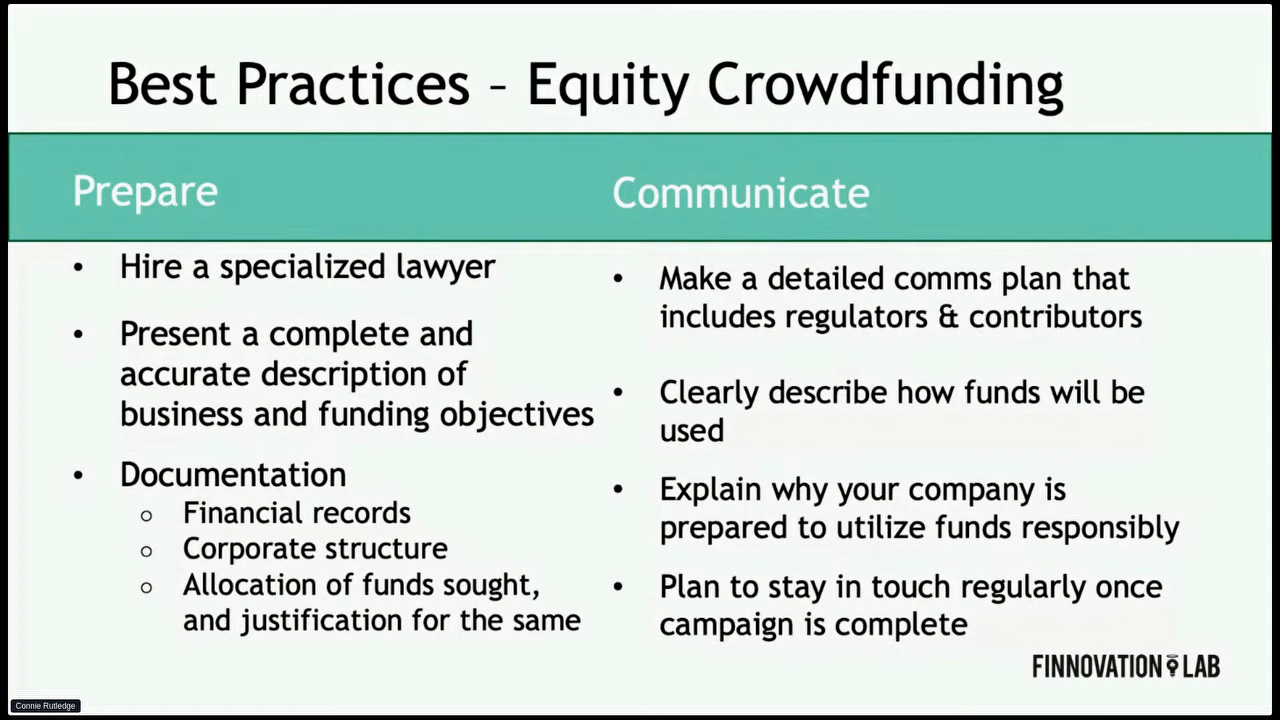 Best Practices – Equity Crowdfunding
Prepare
• Hire a specialized lawyer
• Present a complete and
accurate description of
business and funding objectives
• Documentation
○ Financial records
○ Corporate structure
○ Allocation of funds sought,
and justification for the same
Communicate
• Make a detailed comms plan that
includes regulators & contributors
• Clearly describe how funds will be
used
• Explain why your company is
prepared to utilize funds responsibly
• Plan to stay in touch regularly once
campaign is complete
FINNOVATION LAB
Connie Rutledge